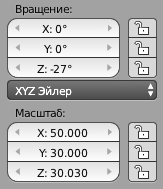 Вращение:
X: 0°
Y: 0°
Z: -27°
XYZ Эйлер
Масштаб:
X: 50.000
Y: 30.000
Z: 30.030